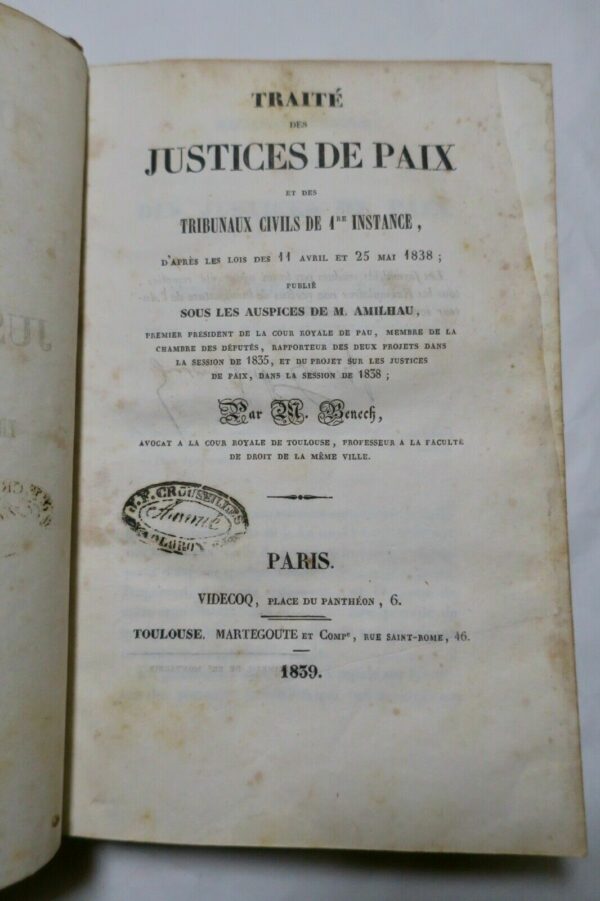 TRAITÉ
DES
JUSTICES DE PAIX
ET DES
TRIBUNAUX CIVILS DE 1RE INSTANCE,
D'APRÈS LES LOIS DES 11 AVRIL ET 25 MAI 1838;
PUBLIÉ
SOUS LES AUSPICES DE M. AMILHAU,
PREMIER PRÉSIDENT DE LA COUR ROYALE DE PAU, MEMBRE DE LA
CHAMBRE DES DÉPUTÉS, RAPPORTEUR DES DEUX PROJETS DANS
LA SESSION DE 1835, ET DU PROJET SUR LES JUSTICES
DE PAIX, DANS LA SESSION DE 1838;
Par M. Benech,
AVOCAT A LA COUR ROYALE DE TOULOUSE, PROFESSEUR A LA FACULTÉ
DE DROIT DE LA MÊME VILLE.
J.F. CROUSEILLES
Avoué
PARIS.
VIDECOQ, PLACE DU PANTHÉON, 6.
TOULOUSE. MARTEGOUTE ET Compe, RUE SAINT-ROME, 46.
1839.